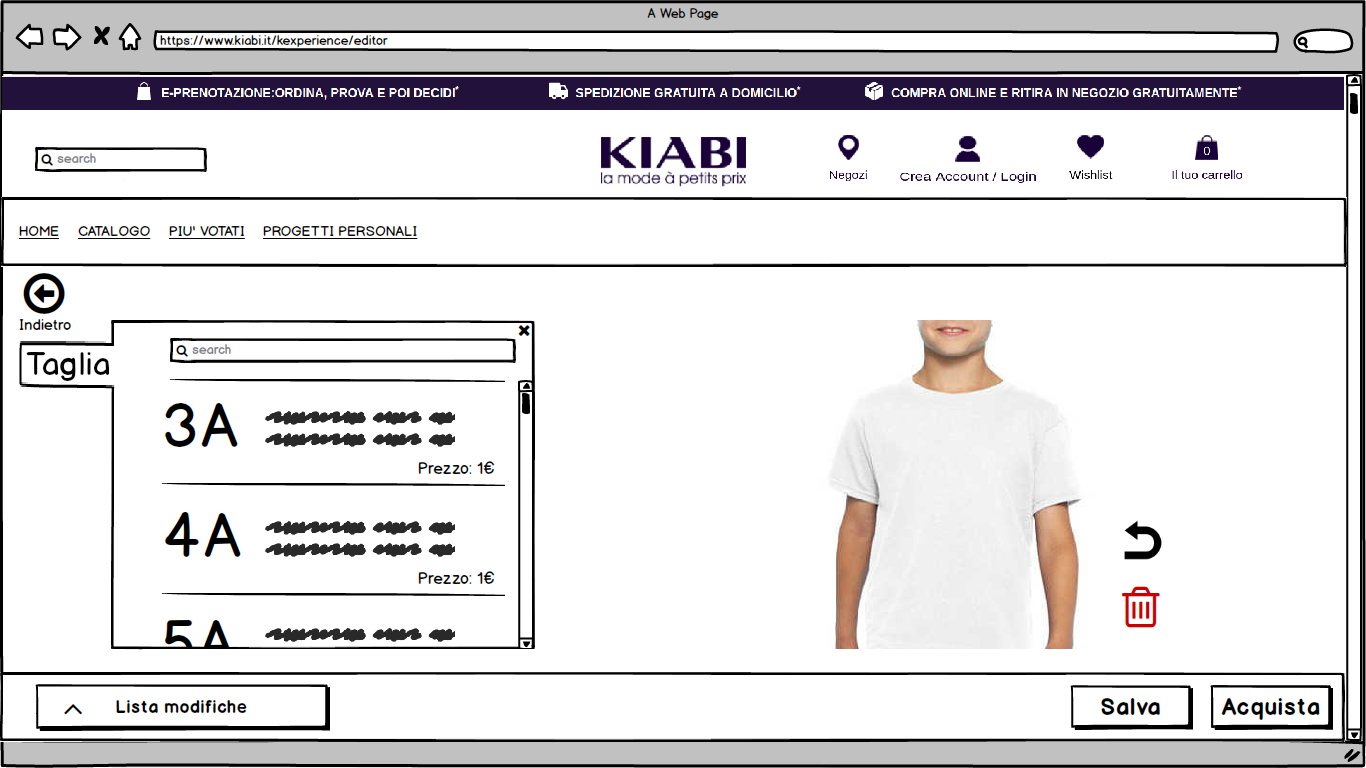 A Web Page
https://www.kiabi.it/kexperience/editor
E-PRENOTAZIONE:ORDINA, PROVA E POI DECIDI*
SPEDIZIONE GRATUITA A DOMICILIO*
COMPRA ONLINE E RITIRA IN NEGOZIO GRATUITAMENTE*
search
KIABI
la mode à petits prix
Negozi
Crea Account / Login
Wishlist
0
Il tuo carrello
HOME
CATALOGO
PIU' VOTATI
PROGETTI PERSONALI
Indietro
Taglia
search
3A
Prezzo: 1€
4A
Prezzo: 1€
5A
Lista modifiche
Salva
Acquista